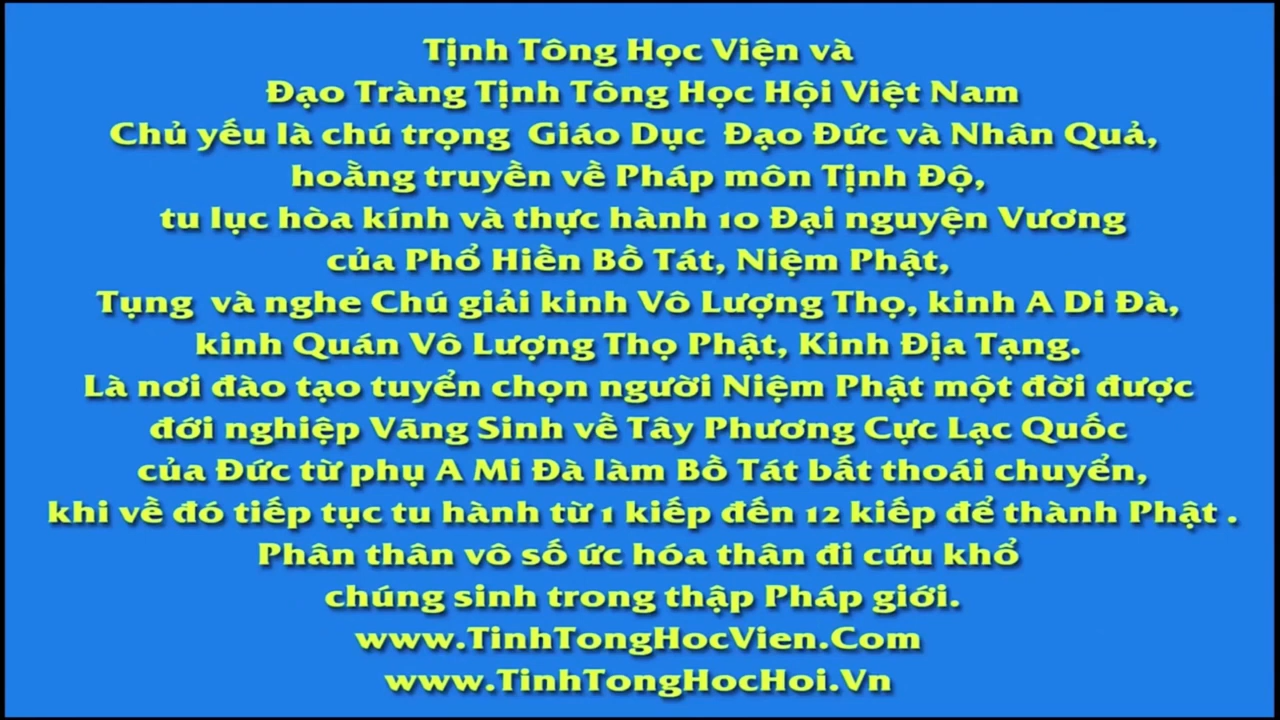 Tịnh Tông Học Viện và
Đạo Tràng Tịnh Tông Học Hội Việt Nam
Chủ yếu là chú trọng Giáo Dục Đạo Đức và Nhân Quả,
hoằng truyền về Pháp môn Tịnh Độ,
tu lục hòa kính và thực hành 10 Đại nguyện Vương
của Phổ Hiền Bồ Tát, Niệm Phật,
Tụng và nghe Chú giải kinh Vô Lượng Thọ, kinh A Di Đà,
kinh Quán Vô Lượng Thọ Phật, Kinh Địa Tạng.
Là nơi đào tạo tuyển chọn người Niệm Phật một đời được
đới nghiệp Vãng Sinh về Tây Phương Cực Lạc Quốc
của Đức từ phụ A Mi Đà làm Bồ Tát bất thoái chuyển,
khi về đó tiếp tục tu hành từ 1 kiếp đến 12 kiếp để thành Phật .
Phân thân vô số ức hóa thân đi cứu khổ
chúng sinh trong thập Pháp giới.
www.TinhTongHocVien.Com
www.TinhTongHocHoi.Vn